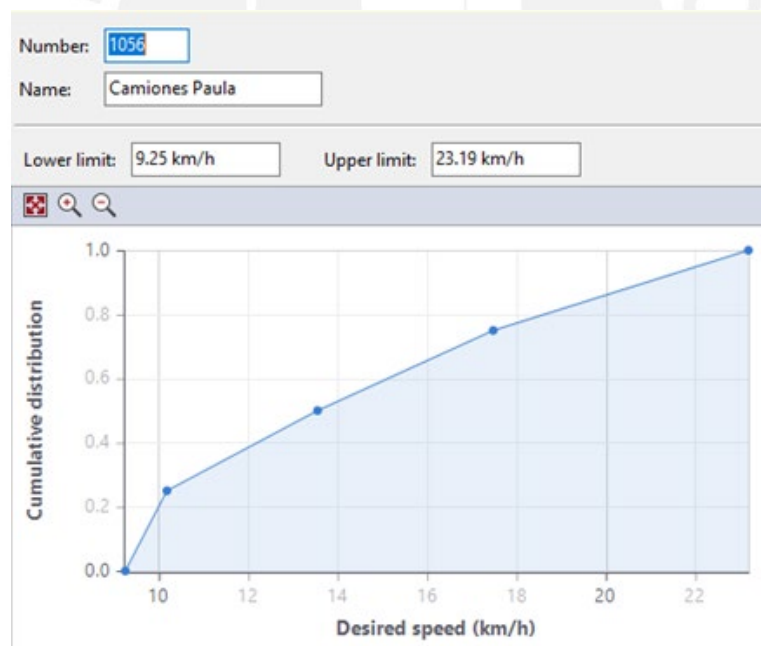 Number: 1056
Name: Camiones Paula
Lower limit: 9.25 km/h Upper limit: 23.19 km/h
1.0
0.8
0.6
0.4
0.2
0.0
Cumulative distribution
10 12 14 16 18 20 22
Desired speed (km/h)